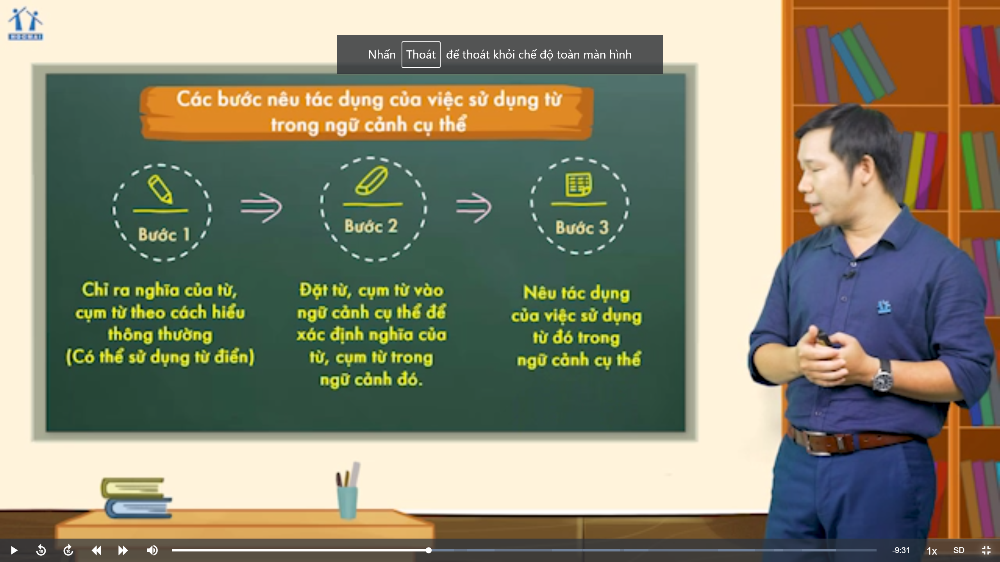 HOCMAI
Nhấn Thoát để thoát khỏi chế độ toàn màn hình
Các bước nêu tác dụng của việc sử dụng từ
trong ngữ cảnh cụ thể
Bước 1
Chỉ ra nghĩa của từ,
cụm từ theo cách hiểu
thông thường
(Có thể sử dụng từ điển)
Bước 2
Đặt từ, cụm từ vào
ngữ cảnh cụ thể để
xác định nghĩa của
từ, cụm từ trong
ngữ cảnh đó.
Bước 3
Nêu tác dụng
của việc sử dụng
từ đó trong
ngữ cảnh cụ thể
10
10
-9:31
1x
SD